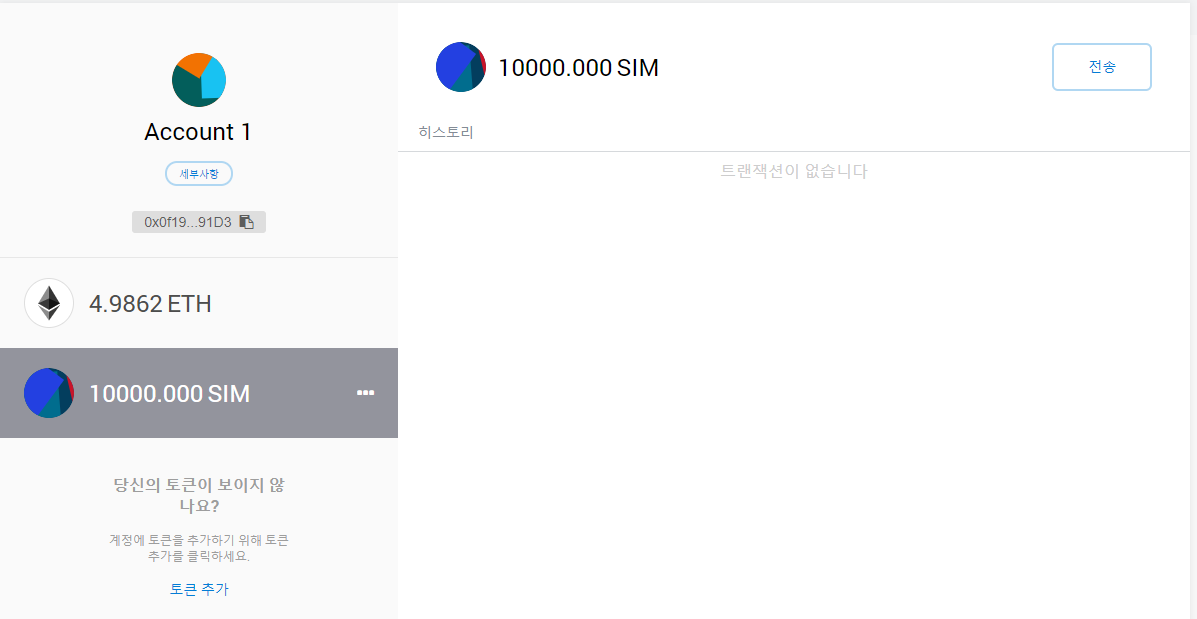 Account 1
세부사항
0x0f19...91D3
4.9862 ETH
10000.000 SIM
당신의 토큰이 보이지 않
나요?
계정에 토큰을 추가하기 위해 토큰
추가를 클릭하세요.
토큰 추가
10000.000 SIM
전송
히스토리
트랜잭션이 없습니다